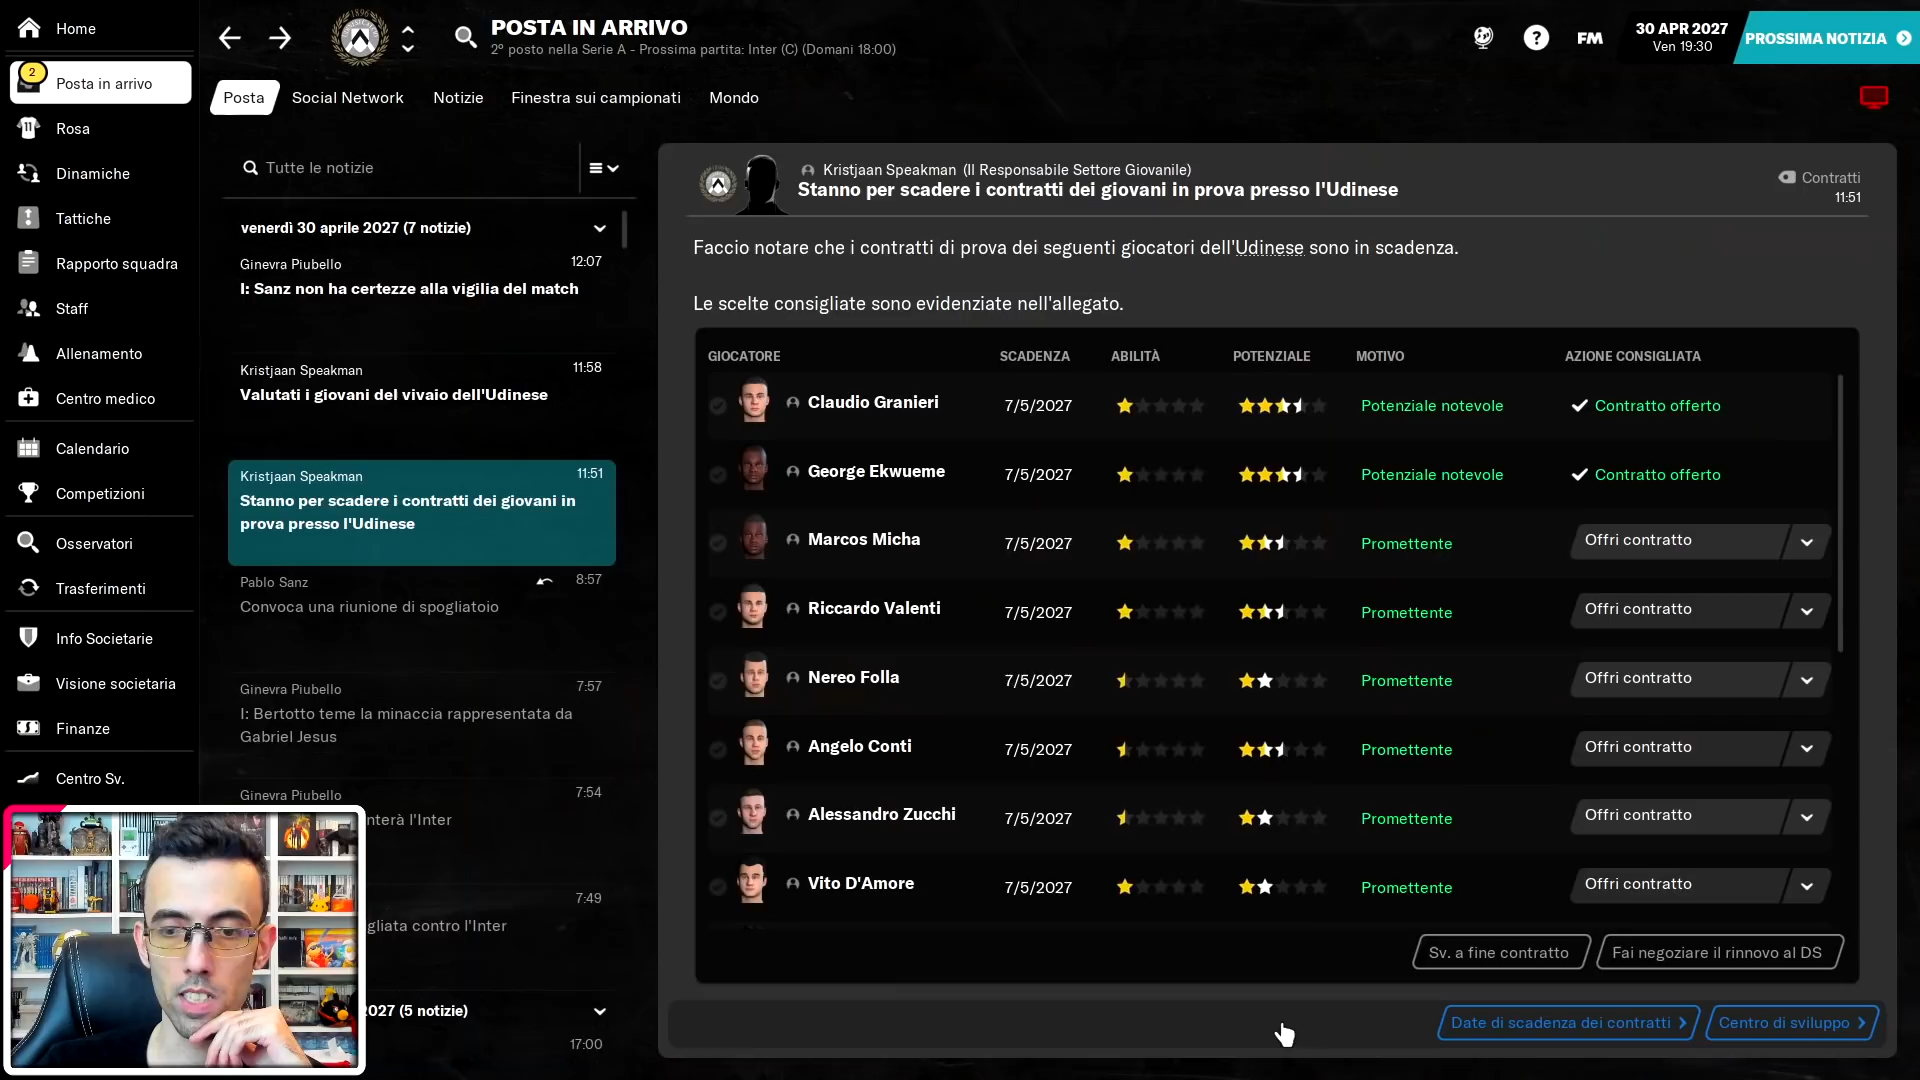 Home
2
Posta in arrivo
Rosa
Dinamiche
Tattiche
Rapporto squadra
Staff
Allenamento
Centro medico
Calendario
Competizioni
Osservatori
Trasferimenti
Info Societarie
Visione societaria
Finanze
Centro Sv.
1896
POSTA IN ARRIVO
2° posto nella Serie A - Prossima partita: Inter (C) (Domani 18:00)
FM
30 APR 2027
Ven 19:30
PROSSIMA NOTIZIA
Posta
Social Network
Notizie
Finestra sui campionati
Mondo
Tutte le notizie
venerdì 30 aprile 2027 (7 notizie)
Ginevra Piubello 12:07
I: Sanz non ha certezze alla vigilia del match
Kristjaan Speakman 11:58
Valutati i giovani del vivaio dell'Udinese
Kristjaan Speakman 11:51
Stanno per scadere i contratti dei giovani in
prova presso l'Udinese
Pablo Sanz 8:57
Convoca una riunione di spogliatoio
Ginevra Piubello 7:57
I: Bertotto teme la minaccia rappresentata da
Gabriel Jesus
Ginevra Piubello 7:54
nterà l'Inter
7:49
gliata contro l'Inter
2027 (5 notizie)
17:00
Kristjaan Speakman (Il Responsabile Settore Giovanile)
Stanno per scadere i contratti dei giovani in prova presso l'Udinese
Contratti
11:51
Faccio notare che i contratti di prova dei seguenti giocatori dell'Udinese sono in scadenza.
Le scelte consigliate sono evidenziate nell'allegato.
GIOCATORE SCADENZA ABILITÀ POTENZIALE MOTIVO AZIONE CONSIGLIATA
Claudio Granieri 7/5/2027 Potenziale notevole Contratto offerto
George Ekwueme 7/5/2027 Potenziale notevole Contratto offerto
Marcos Micha 7/5/2027 Promettente Offri contratto
Riccardo Valenti 7/5/2027 Promettente Offri contratto
Nereo Folla 7/5/2027 Promettente Offri contratto
Angelo Conti 7/5/2027 Promettente Offri contratto
Alessandro Zucchi 7/5/2027 Promettente Offri contratto
Vito D'Amore 7/5/2027 Promettente Offri contratto
Sv. a fine contratto
Fai negoziare il rinnovo al DS
Date di scadenza dei contratti
Centro di sviluppo